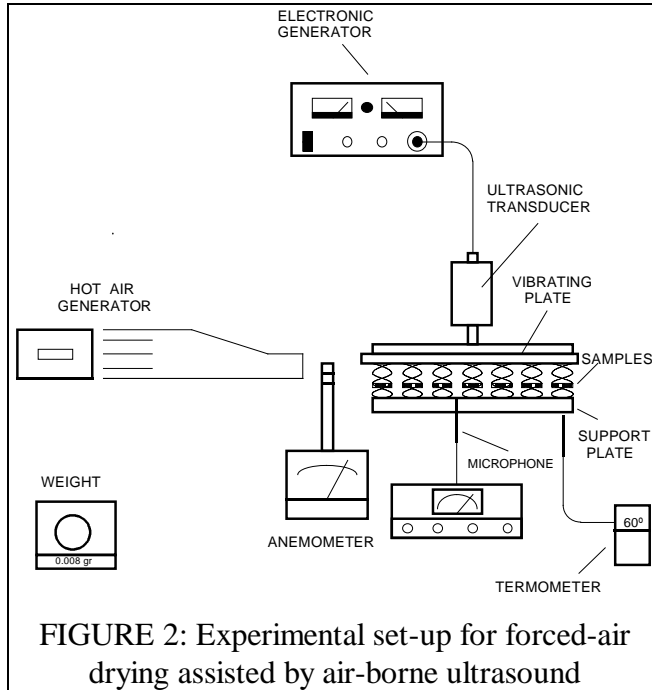 ELECTRONIC
GENERATOR
ULTRASONIC
TRANSDUCER
HOT AIR
GENERATOR
VIBRATING
PLATE
SAMPLES
SUPPORT
PLATE
MICROPHONE
WEIGHT
ANEMOMETER
60º
0.008 gr
TERMOMETER
FIGURE 2: Experimental set-up for forced-air
drying assisted by air-borne ultrasound